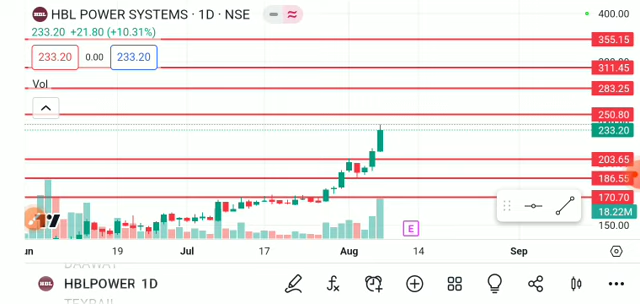 HBL POWER SYSTEMS · 1D · NSE
233.20 +21.80 (+10.31%)
233.20 0.00 233.20
Vol
400.00
355.15
311.45
283.25
250.80
233.20
203.65
186.55
170.70
18.22M
150.00
E
19 Jul 17 Aug 14 Sep
HBLPOWER 1D